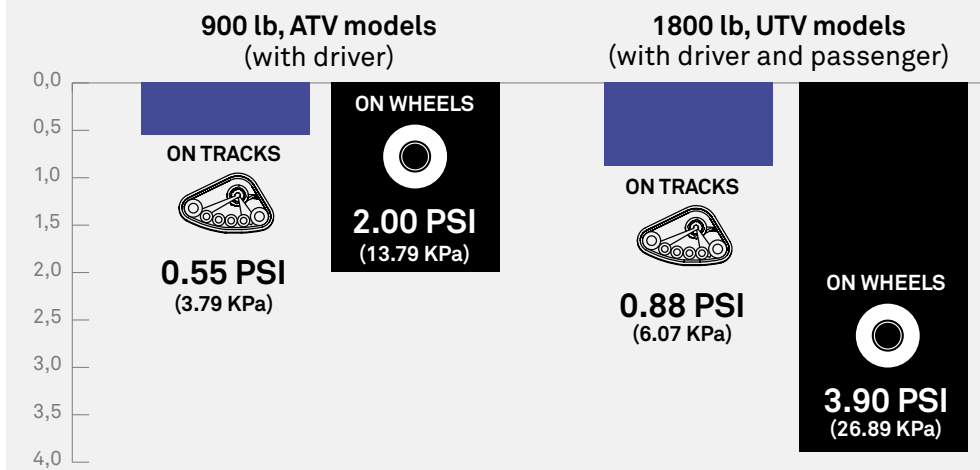 900 lb, ATV models
(with driver)
1800 lb, UTV models
(with driver and passenger)
0,0
0,5
1,0
1,5
2,0
2,5
3,0
3,5
4,0
ON TRACKS
0.55 PSI
(3.79 KPa)
ON WHEELS
2.00 PSI
(13.79 KPa)
ON TRACKS
0.88 PSI
(6.07 KPa)
ON WHEELS
3.90 PSI
(26.89 KPa)